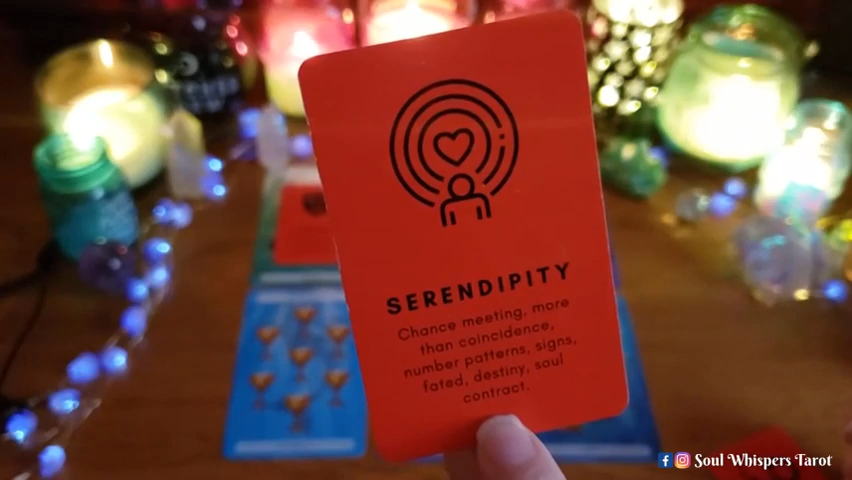 SERENDIPITY
Chance meeting, more
than coincidence,
number patterns, signs,
fated, destiny, soul
contract.
Soul Whispers Tarot